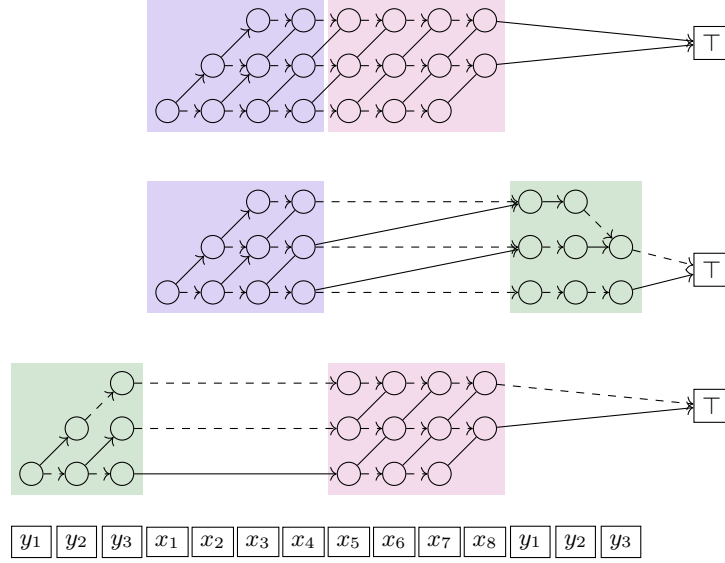 ⊤
⊤
⊤
y₁ y₂ y₃ x₁ x₂ x₃ x₄ x₅ x₆ x₇ x₈ y₁ y₂ y₃